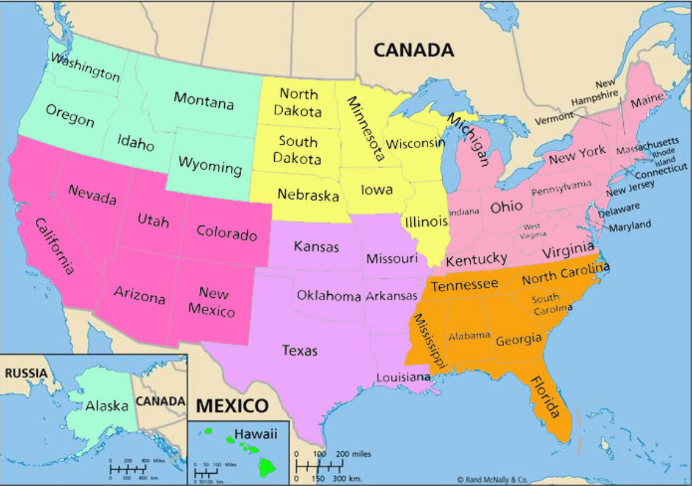 CANADA
Washington
Oregon
Idaho
Montana
Wyoming
North
Dakota
South
Dakota
Nebraska
Minnesota
Iowa
Wisconsin
Illinois
Michigan
New
Hampshire
Vermont
Maine
New York
Massachusetts
Rhode
Island
Connecticut
Pennsylvania
New Jersey
Delaware
Maryland
Indiana
Ohio
West
Virginia
Virginia
Kentucky
California
Nevada
Utah
Colorado
Arizona
New
Mexico
Kansas
Missouri
Oklahoma
Arkansas
Texas
Louisiana
Tennessee
North Carolina
South
Carolina
Mississippi
Alabama
Georgia
Florida
RUSSIA
Alaska
CANADA
0 200 400 Miles
0 300 600 km.
MEXICO
Hawaii
0 50 100 Miles
0 50 100 km.
0 100 200 miles
0 150 300 km.
© Rand McNally & Co.